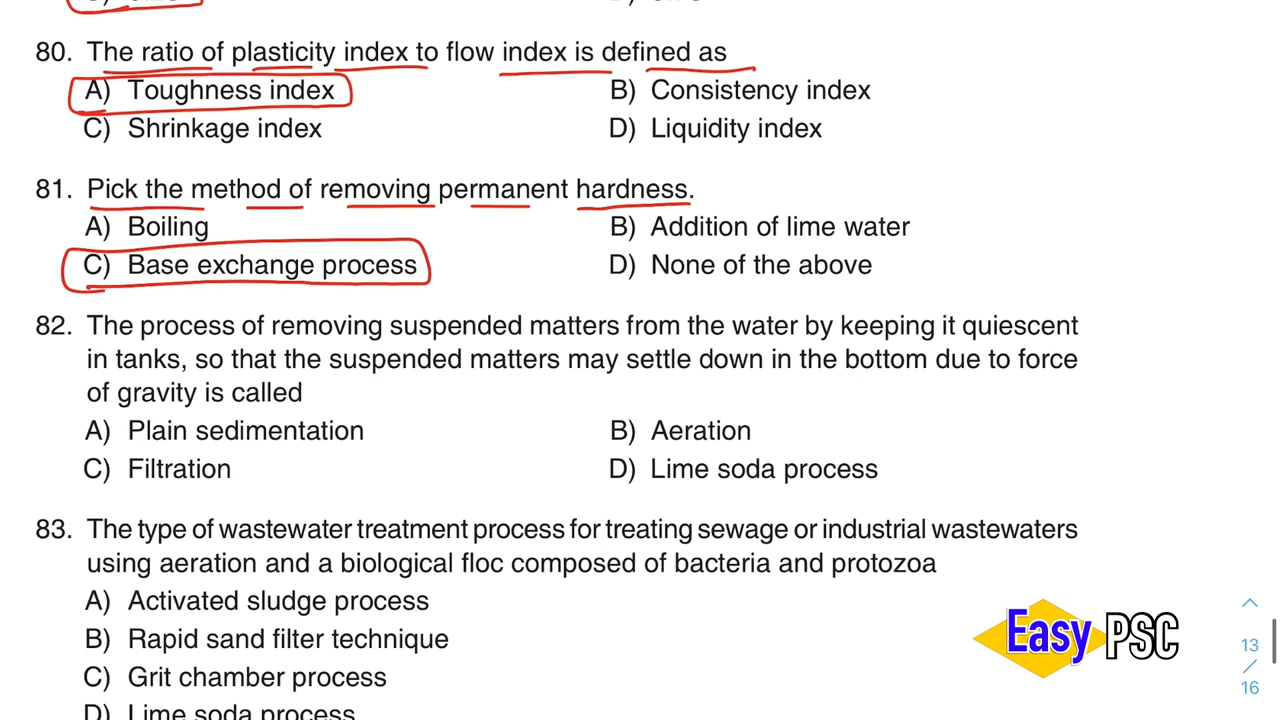 80. The ratio of plasticity index to flow index is defined as
A) Toughness index B) Consistency index
C) Shrinkage index D) Liquidity index
81. Pick the method of removing permanent hardness.
A) Boiling B) Addition of lime water
C) Base exchange process D) None of the above
82. The process of removing suspended matters from the water by keeping it quiescent
in tanks, so that the suspended matters may settle down in the bottom due to force
of gravity is called
A) Plain sedimentation B) Aeration
C) Filtration D) Lime soda process
83. The type of wastewater treatment process for treating sewage or industrial wastewaters
using aeration and a biological floc composed of bacteria and protozoa
A) Activated sludge process
B) Rapid sand filter technique
C) Grit chamber process
D) Lime soda process
Easy PSC
13
/
16